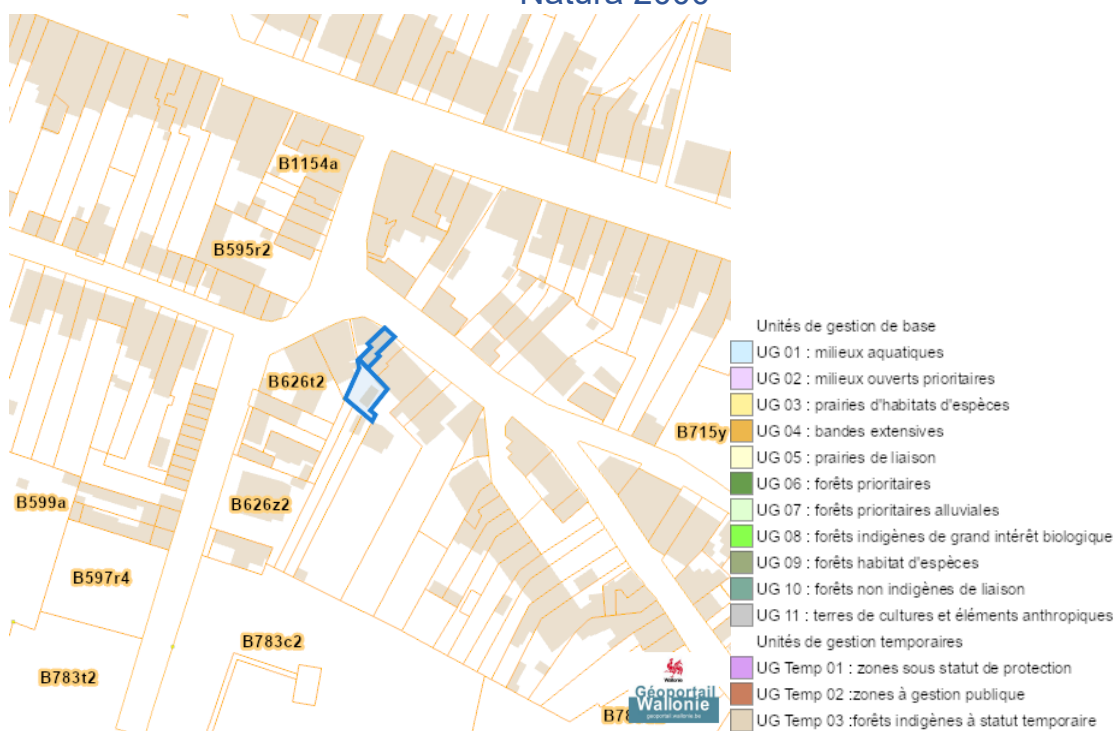 Natura 2000
B1154a
B595r2
B626t2
B715y
B599a
B626z2
B597r4
B783c2
B783t2
Wallonie
Géoportail
Wallonie
geoportail.wallonie.be
Unités de gestion de base
UG 01 : milieux aquatiques
UG 02 : milieux ouverts prioritaires
UG 03 : prairies d'habitats d'espèces
UG 04 : bandes extensives
UG 05 : prairies de liaison
UG 06 : forêts prioritaires
UG 07 : forêts prioritaires alluviales
UG 08 : forêts indigènes de grand intérêt biologique
UG 09 : forêts habitat d'espèces
UG 10 : forêts non indigènes de liaison
UG 11 : terres de cultures et éléments anthropiques
Unités de gestion temporaires
UG Temp 01 : zones sous statut de protection
UG Temp 02 :zones à gestion publique
UG Temp 03 :forêts indigènes à statut temporaire